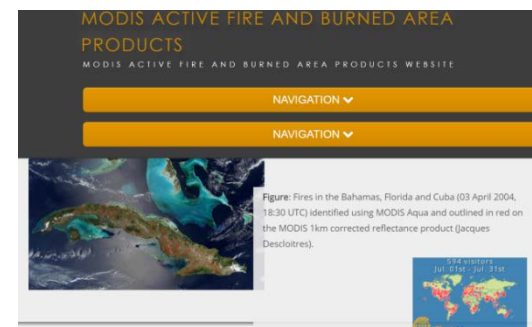 MODIS ACTIVE FIRE AND BURNED AREA
PRODUCTS
MODIS ACTIVE FIRE AND BURNED AREA PRODUCTS WEBSITE
NAVIGATION
NAVIGATION
Figure: Fires in the Bahamas, Florida and Cuba (03 April 2004,
18:30 UTC) identified using MODIS Aqua and outlined in red on
the MODIS 1km corrected reflectance product (Jacques
Descloitres).
594 visitors
Jul. 01st - Jul. 31st